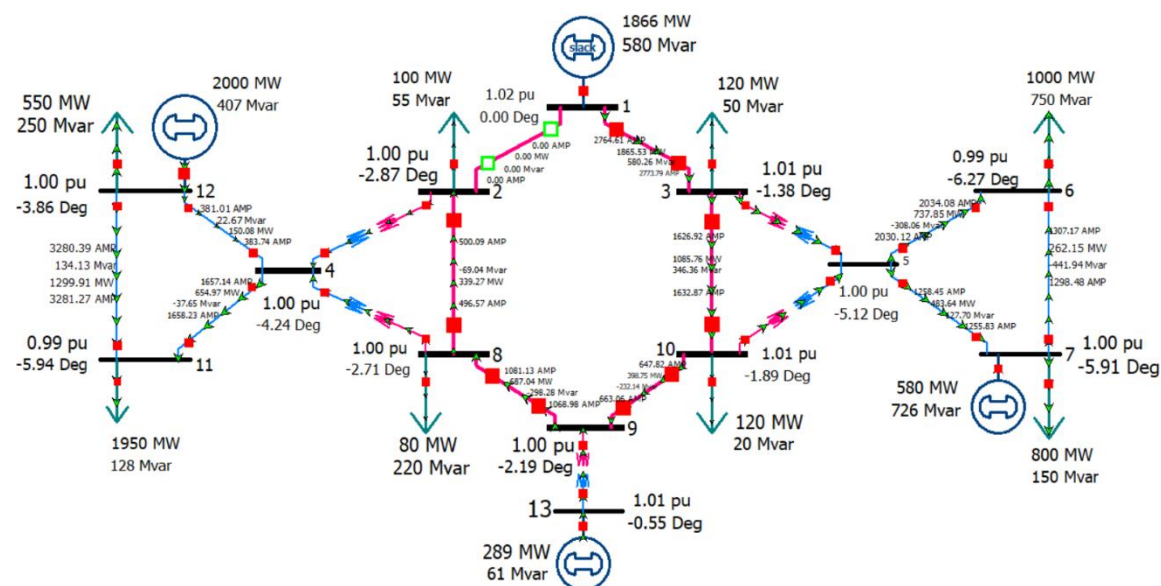 1866 MW
580 Mvar
slack
2000 MW
407 Mvar
100 MW
55 Mvar
120 MW
50 Mvar
1000 MW
750 Mvar
550 MW
250 Mvar
1.02 pu
0.00 Deg
1
0.00 AMP
0.00 MW
0.00 Mvar
0.00 AMP
2764.61 AMP
1865.53 MW
580.26 Mvar
2773.79 AMP
1.00 pu
-2.87 Deg
2
1.01 pu
-1.38 Deg
3
0.99 pu
-6.27 Deg
6
1.00 pu
-3.86 Deg
12
381.01 AMP
22.67 Mvar
150.08 MW
383.74 AMP
3280.39 AMP
134.13 Mvar
1299.91 MW
3281.27 AMP
4
1.00 pu
-4.24 Deg
1657.14 AMP
654.97 MW
-37.65 Mvar
1658.23 AMP
500.09 AMP
-69.04 Mvar
339.27 MW
496.57 AMP
1626.92 AMP
1085.76 MW
346.36 Mvar
1632.87 AMP
2034.08 AMP
737.85 MW
-308.06 Mvar
2030.12 AMP
5
1.00 pu
-5.12 Deg
1258.45 AMP
483.64 MW
1255.83 AMP
1307.17 AMP
262.15 MW
-441.94 Mvar
1298.48 AMP
0.99 pu
-5.94 Deg
11
1.00 pu
-2.71 Deg
8
10
1.01 pu
-1.89 Deg
7
1.00 pu
-5.91 Deg
1081.13 AMP
-687.04 MW
-298.28 Mvar
1068.98 AMP
647.82 AMP
398.75 MW
-232.14 Mvar
663.06 AMP
9
1.00 pu
-2.19 Deg
580 MW
726 Mvar
1950 MW
128 Mvar
80 MW
220 Mvar
120 MW
20 Mvar
800 MW
150 Mvar
13
1.01 pu
-0.55 Deg
289 MW
61 Mvar